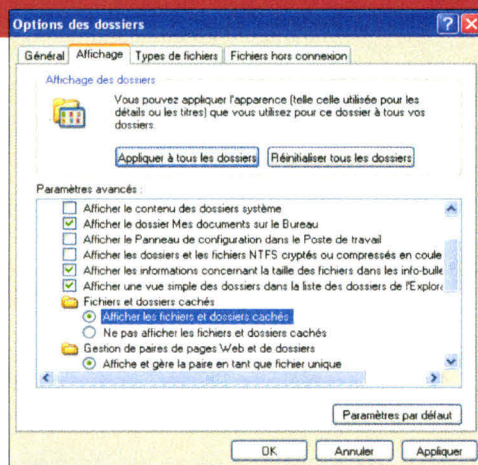 Options des dossiers
Général Affichage Types de fichiers Fichiers hors connexion
Affichage des dossiers
Vous pouvez appliquer l'apparence (telle celle utilisée pour les
détails ou les titres) que vous utilisez pour ce dossier à tous vos
dossiers.
Appliquer à tous les dossiers Réinitialiser tous les dossiers
Paramètres avancés :
Afficher le contenu des dossiers système
Afficher le dossier Mes documents sur le Bureau
Afficher le Panneau de configuration dans le Poste de travail
Afficher les dossiers et les fichiers NTFS cryptés ou compressés en coule
Afficher les informations concernant la taille des fichiers dans les info-bulle
Afficher une vue simple des dossiers dans la liste des dossiers de l'Explora
Fichiers et dossiers cachés
Afficher les fichiers et dossiers cachés
Ne pas afficher les fichiers et dossiers cachés
Gestion de paires de pages Web et de dossiers
Affiche et gère la paire en tant que fichier unique
Paramètres par défaut
OK Annuler Appliquer